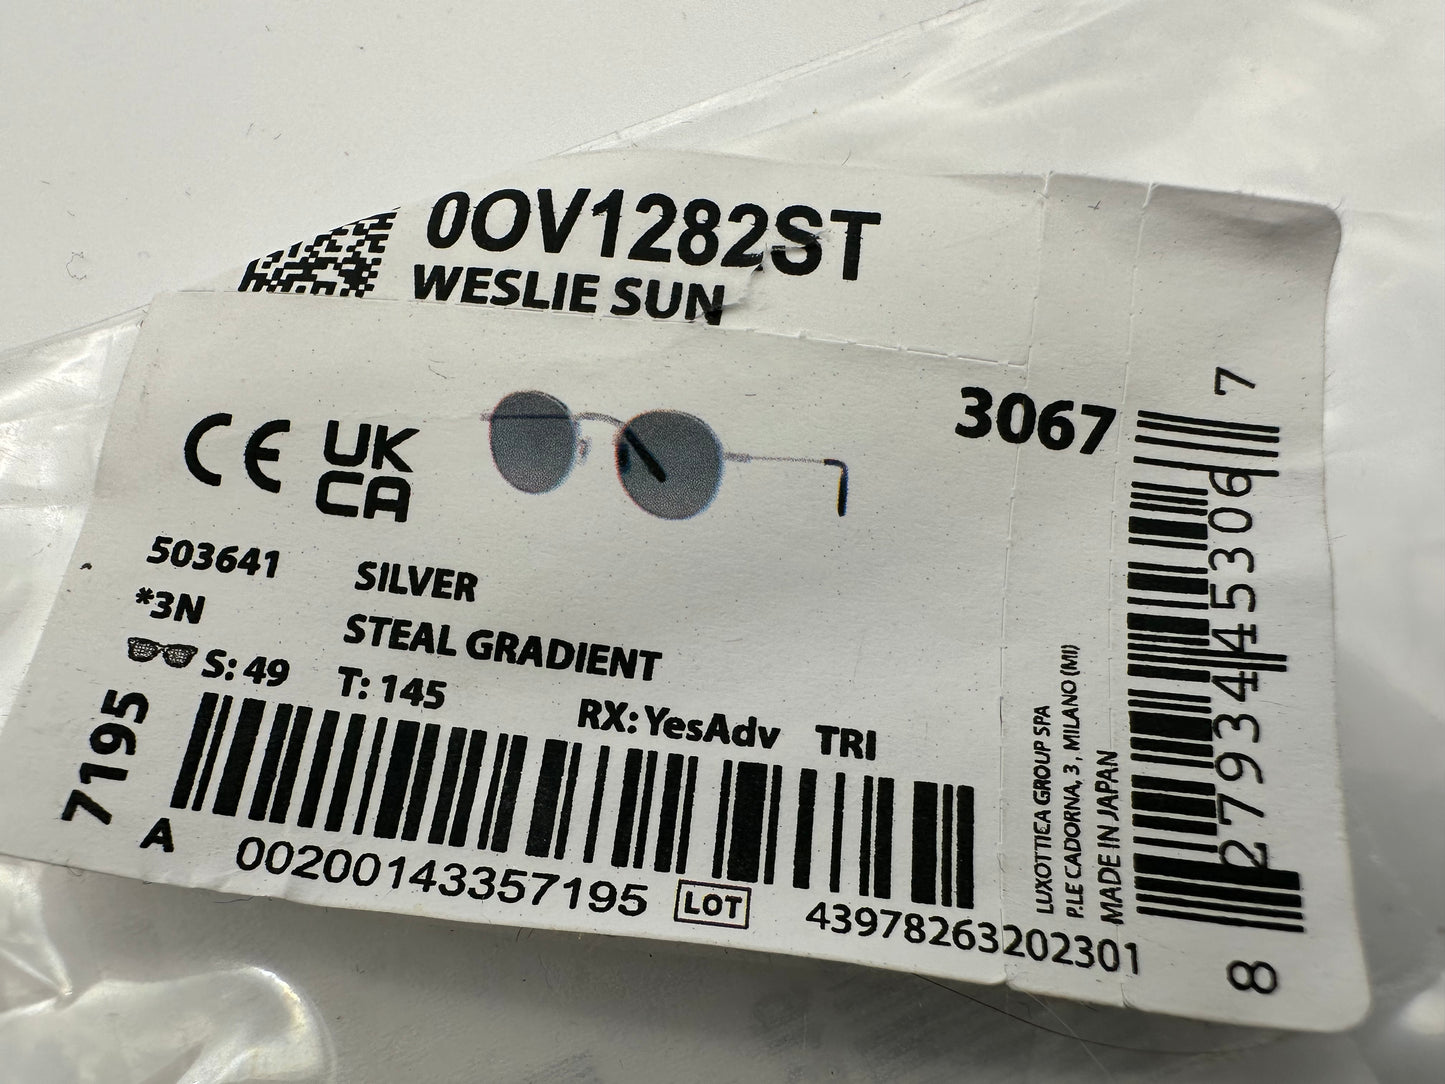 0OV1282ST
WESLIE SUN
3067
CE UK
CA
503641 SILVER
*3N STEAL GRADIENT
S: 49 T: 145 RX: YesAdv TRI
7195
A 00200143357195 LOT 43978263202301
LUXOTTICA GROUP SPA
P.LE CADORNA, 3, MILANO (MI)
MADE IN JAPAN
8 27934 45306 7